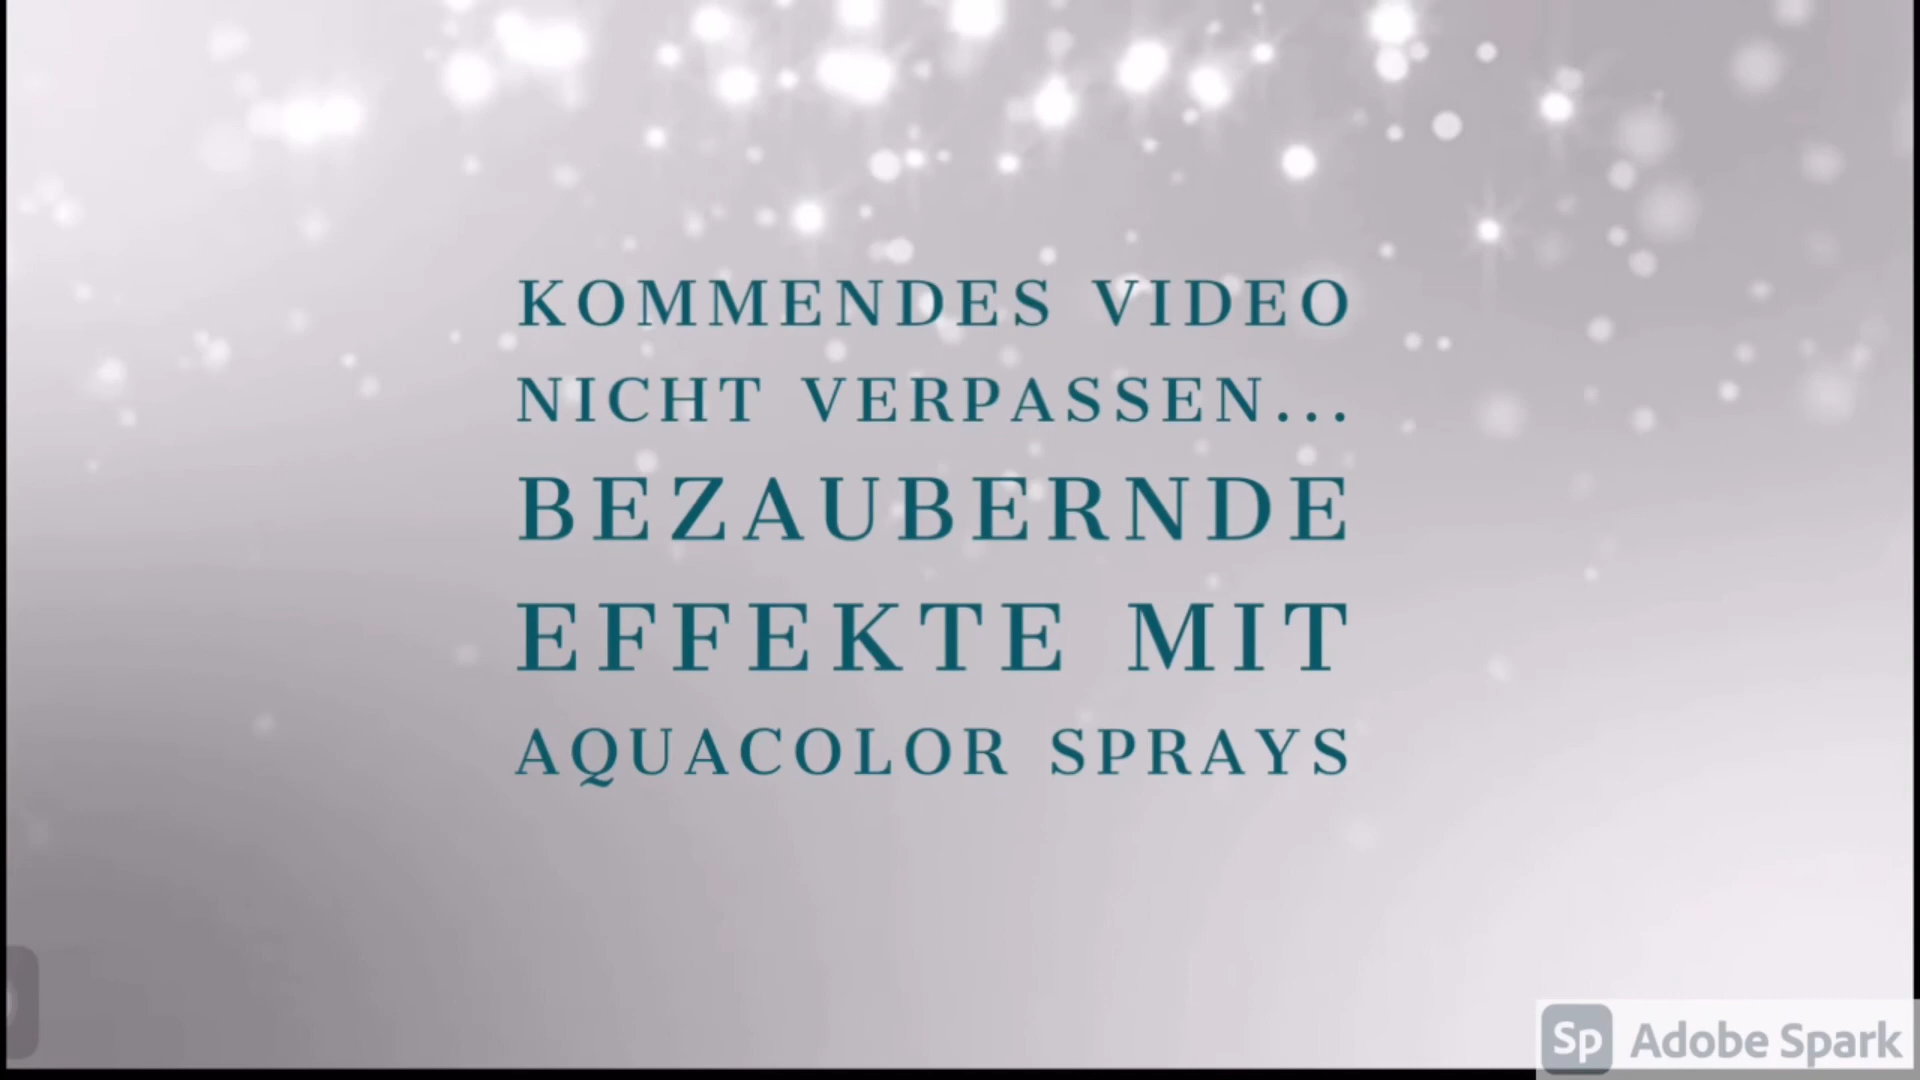 KOMMENDES VIDEO
NICHT VERPASSEN...
BEZAUBERNDE
EFFEKTE MIT
AQUACOLOR SPRAYS
Sp Adobe Spark